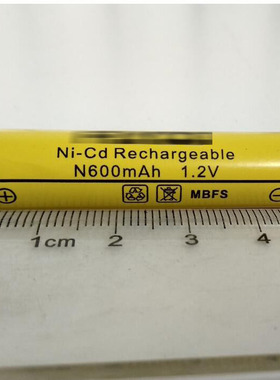 Ni-Cd Rechargeable
N600mAh 1.2V
MBFS
1cm 2 3 4